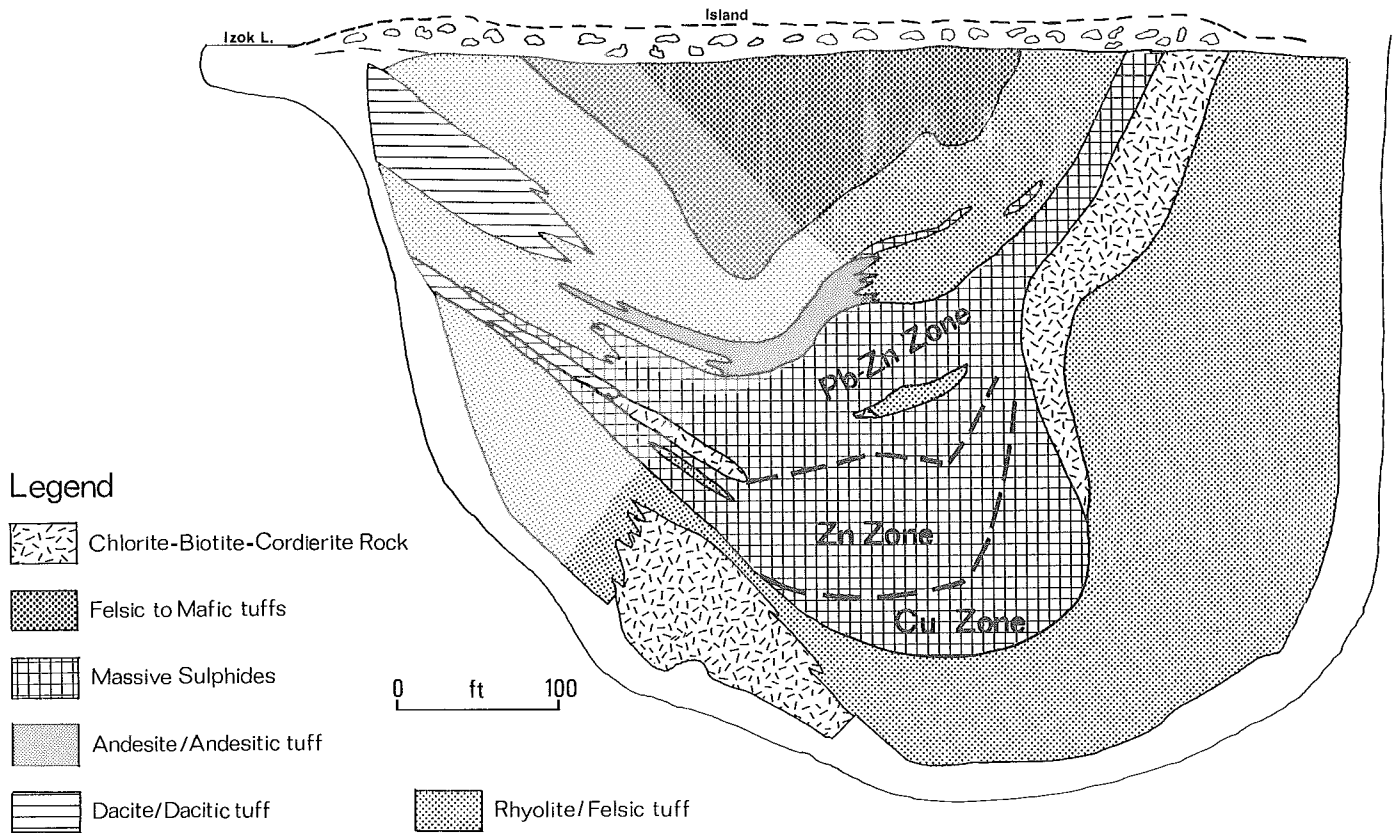 Island
Izok L.
Pb-Zn Zone
Zn Zone
Cu Zone
Legend
Chlorite-Biotite-Cordierite Rock
Felsic to Mafic tuffs
Massive Sulphides
0 ft 100
Andesite/Andesitic tuff
Dacite/Dacitic tuff
Rhyolite/Felsic tuff